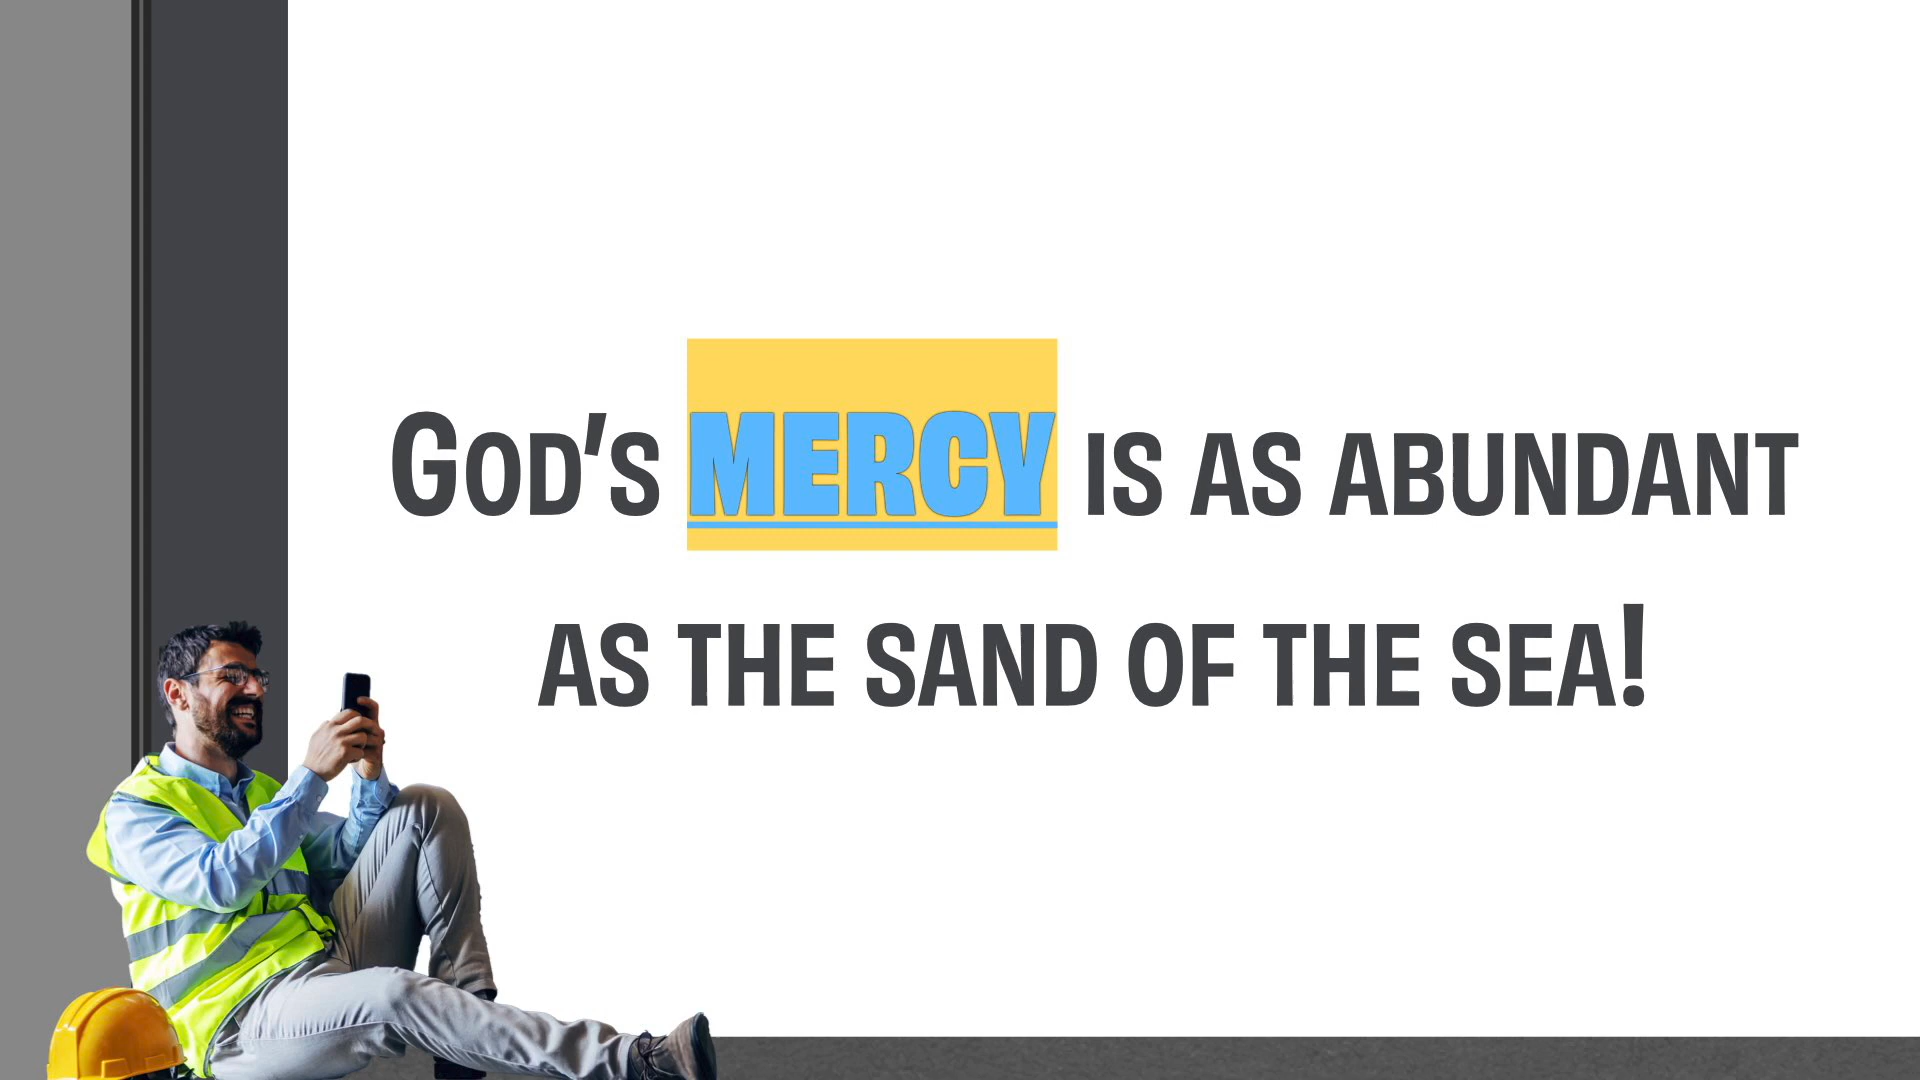 God's MERCY is as abundant
as the sand of the sea!